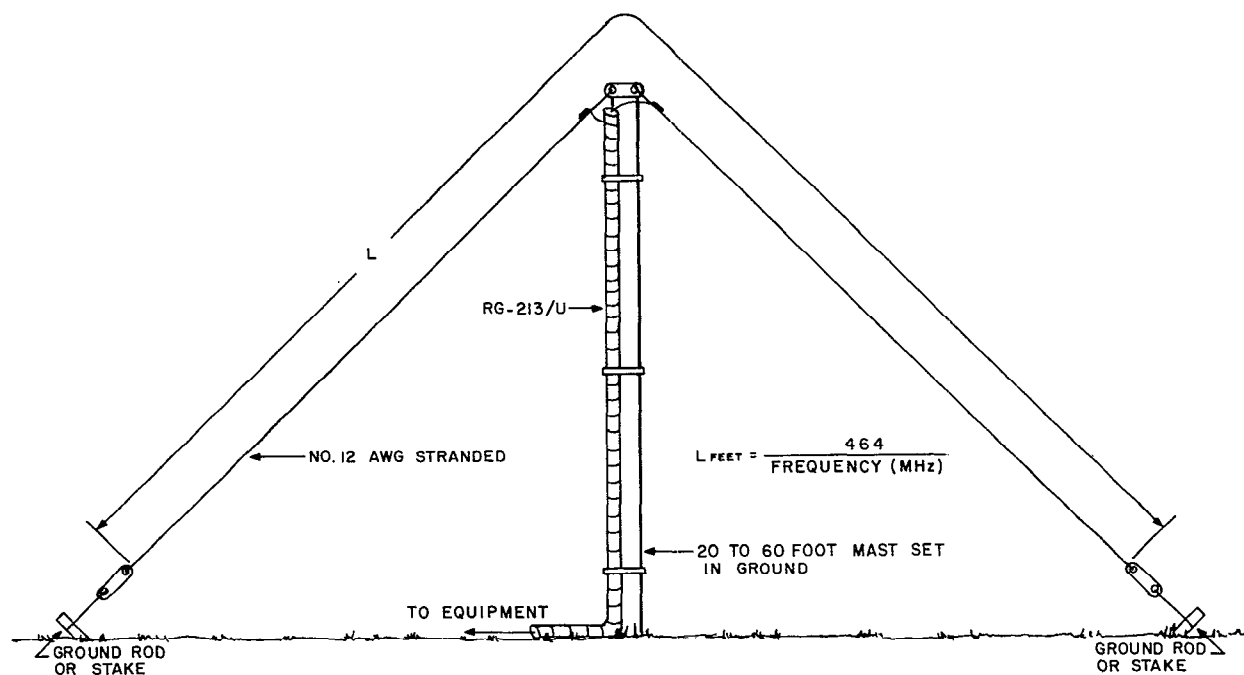 L
RG-213/U
NO. 12 AWG STRANDED
L FEET = 464
FREQUENCY (MHz)
20 TO 60 FOOT MAST SET
IN GROUND
TO EQUIPMENT
GROUND ROD
OR STAKE
GROUND ROD
OR STAKE